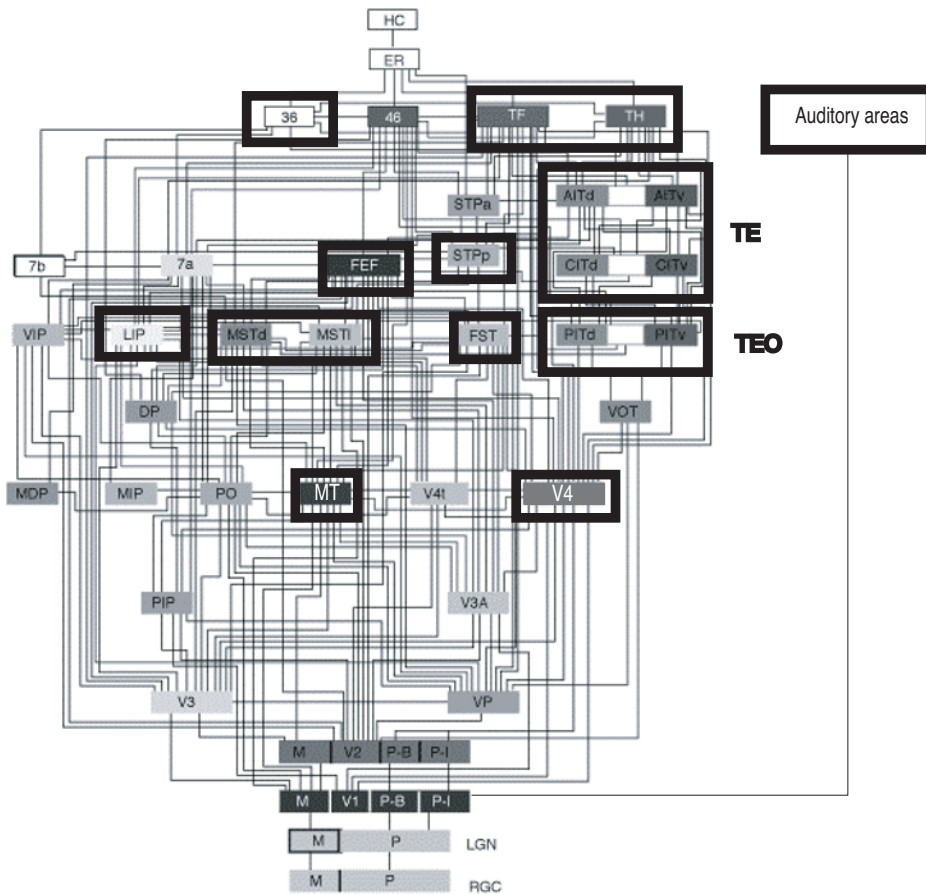 HC
ER
36 46 TF TH
Auditory areas
STPa AITd AITv
TE
7b 7a FEF STPp CITd CITv
VIP LIP MSTd MSTl FST PITd PITv
TEO
DP VOT
MDP MIP PO MT V4t V4
PIP V3A
V3 VP
M V2 P-B P-I
M V1 P-B P-I
M P LGN
M P RGC